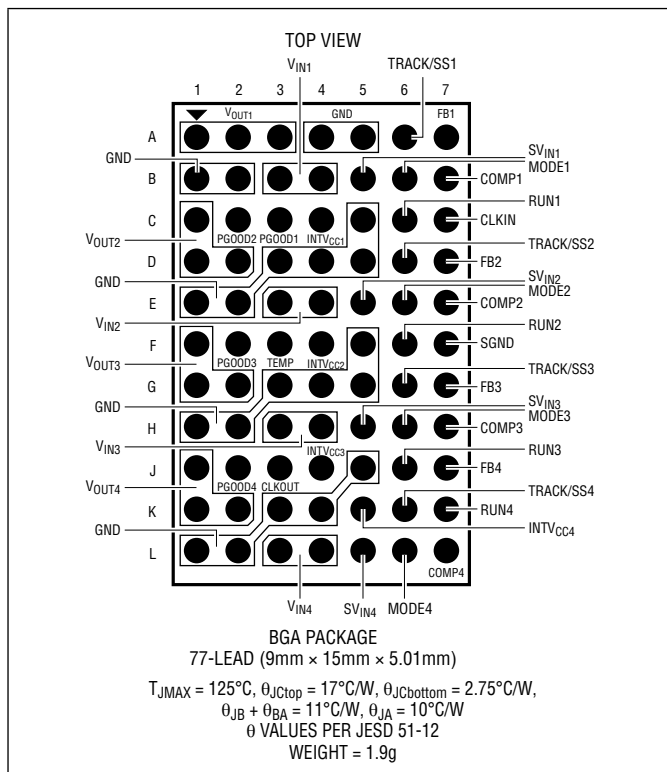 TOP VIEW
VIN1
TRACK/SS1
1 2 3 4 5 6 7
VOUT1 GND FB1
A
SVIN1
MODE1
GND
B COMP1
RUN1
C CLKIN
VOUT2 PGOOD2 PGOOD1 INTVCC1
TRACK/SS2
D FB2
GND
SVIN2
MODE2
E COMP2
VIN2
RUN2
F SGND
VOUT3 PGOOD3 TEMP INTVCC2
TRACK/SS3
G FB3
GND
SVIN3
MODE3
H COMP3
VIN3 INTVCC3
RUN3
J FB4
VOUT4 PGOOD4 CLKOUT
TRACK/SS4
K RUN4
GND
INTVCC4
L
COMP4
VIN4 SVIN4 MODE4
BGA PACKAGE
77-LEAD (9mm × 15mm × 5.01mm)
TJMAX = 125°C, θJCtop = 17°C/W, θJCbottom = 2.75°C/W,
θJB + θBA = 11°C/W, θJA = 10°C/W
θ VALUES PER JESD 51-12
WEIGHT = 1.9g